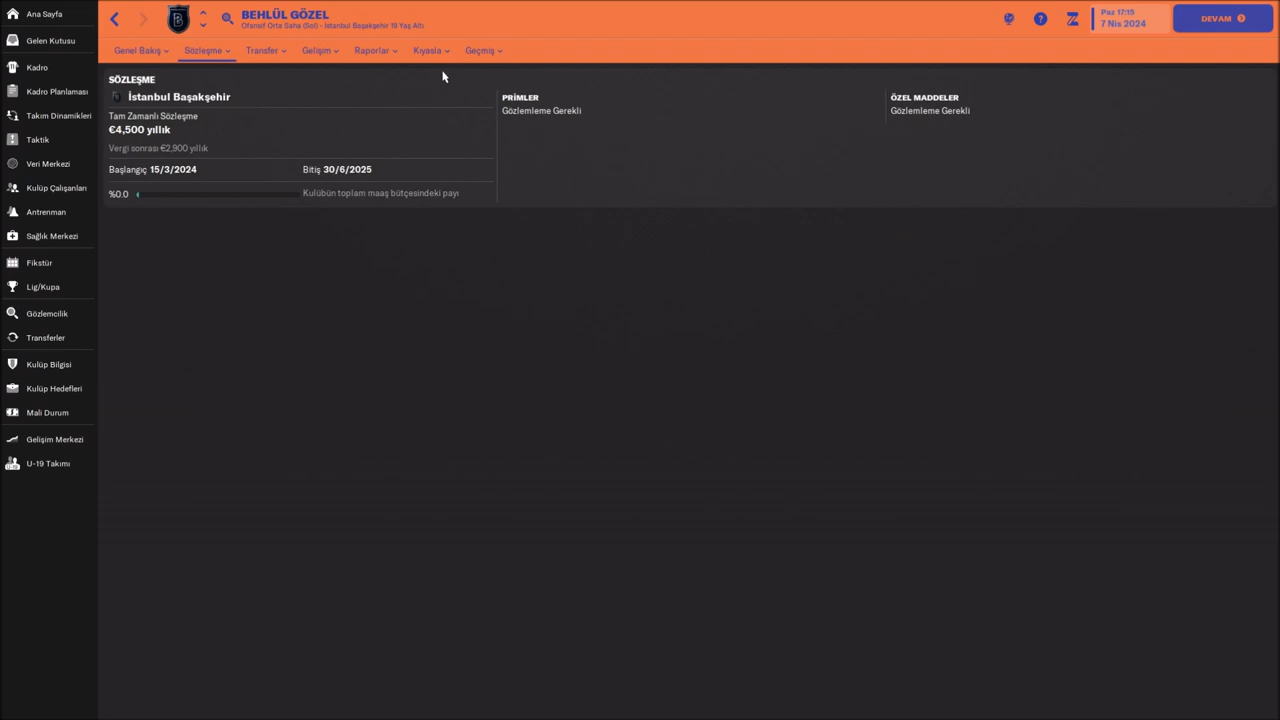 Ana Sayfa
Gelen Kutusu
Kadro
Kadro Planlaması
Takım Dinamikleri
Taktik
Veri Merkezi
Kulüp Çalışanları
Antrenman
Sağlık Merkezi
Fikstür
Lig/Kupa
Gözlemcilik
Transferler
Kulüp Bilgisi
Kulüp Hedefleri
Mali Durum
Gelişim Merkezi
U-19 Takımı
BEHLÜL GÖZEL
Ofansif Orta Saha (Sol) - İstanbul Başakşehir 19 Yaş Altı
Paz 17:15
7 Nis 2024
DEVAM
Genel Bakış
Sözleşme
Transfer
Gelişim
Raporlar
Kıyasla
Geçmiş
SÖZLEŞME
İstanbul Başakşehir
Tam Zamanlı Sözleşme
€4,500 yıllık
Vergi sonrası €2,900 yıllık
Başlangıç 15/3/2024 Bitiş 30/6/2025
%0.0 Kulübün toplam maaş bütçesindeki payı
PRİMLER
Gözlemleme Gerekli
ÖZEL MADDELER
Gözlemleme Gerekli